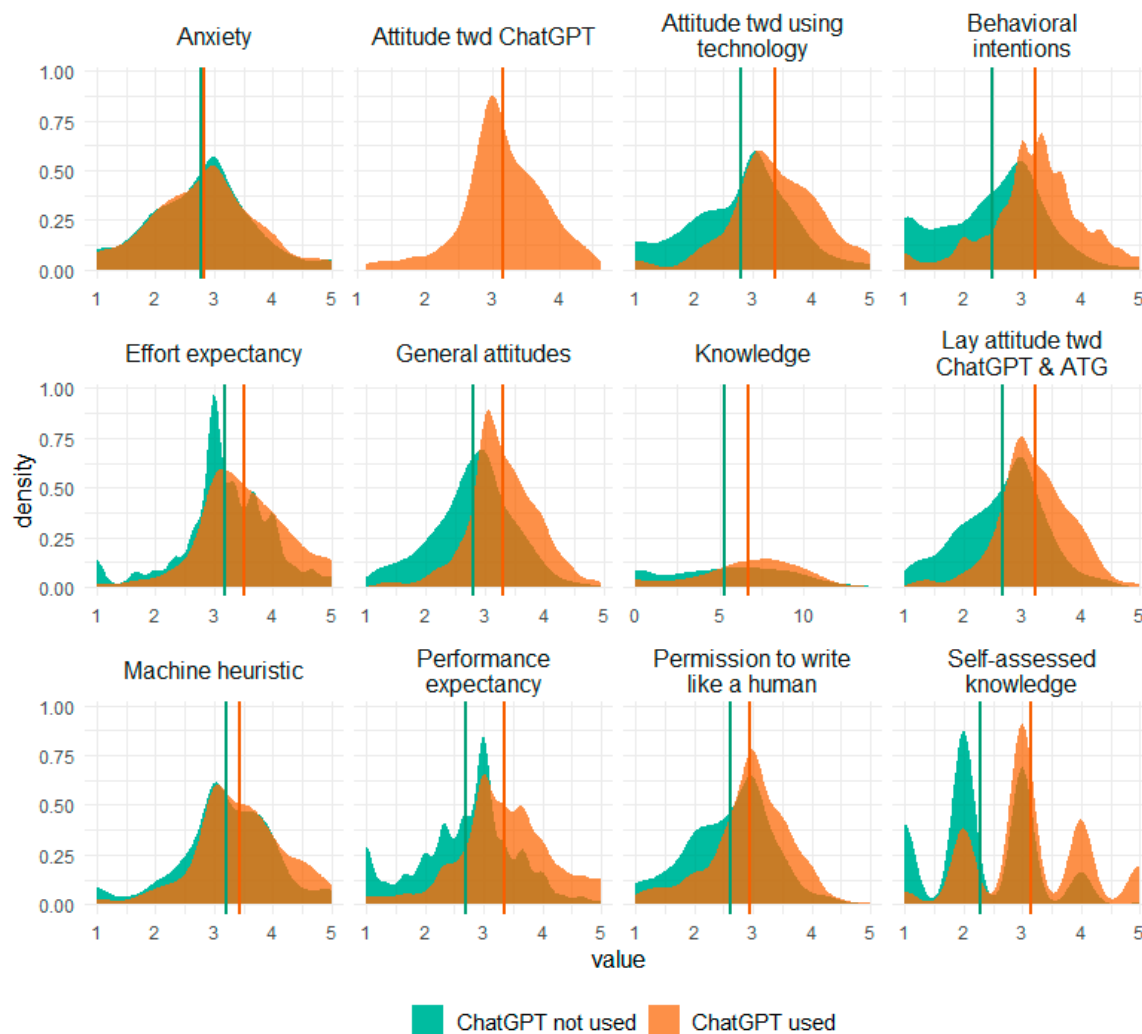 Anxiety
Attitude twd ChatGPT
Attitude twd using
technology
Behavioral
intentions
1.00
0.75
0.50
0.25
0.00
1 2 3 4 5
1 2 3 4
1 2 3 4 5
1 2 3 4 5
Effort expectancy
General attitudes
Knowledge
Lay attitude twd
ChatGPT & ATG
density
1.00
0.75
0.50
0.25
0.00
1 2 3 4 5
1 2 3 4 5
0 5 10
1 2 3 4 5
Machine heuristic
Performance
expectancy
Permission to write
like a human
Self-assessed
knowledge
1.00
0.75
0.50
0.25
0.00
1 2 3 4 5
1 2 3 4 5
1 2 3 4 5
1 2 3 4 5
value
ChatGPT not used
ChatGPT used